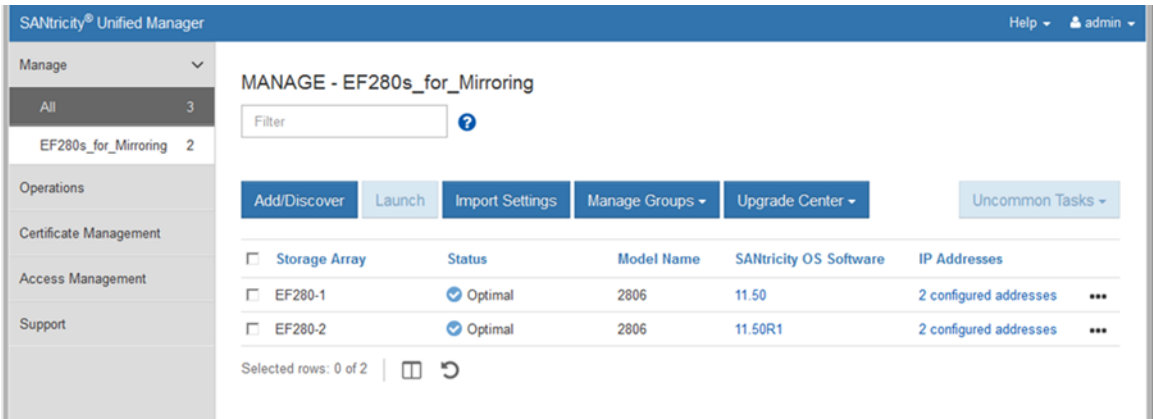 SANtricity® Unified Manager Help admin
Manage
MANAGE - EF280s_for_Mirroring
All 3
Filter
EF280s_for_Mirroring 2
Operations
Add/Discover Launch Import Settings Manage Groups Upgrade Center Uncommon Tasks
Certificate Management
Storage Array Status Model Name SANtricity OS Software IP Addresses
Access Management
EF280-1 Optimal 2806 11.50 2 configured addresses
Support
EF280-2 Optimal 2806 11.50R1 2 configured addresses
Selected rows: 0 of 2